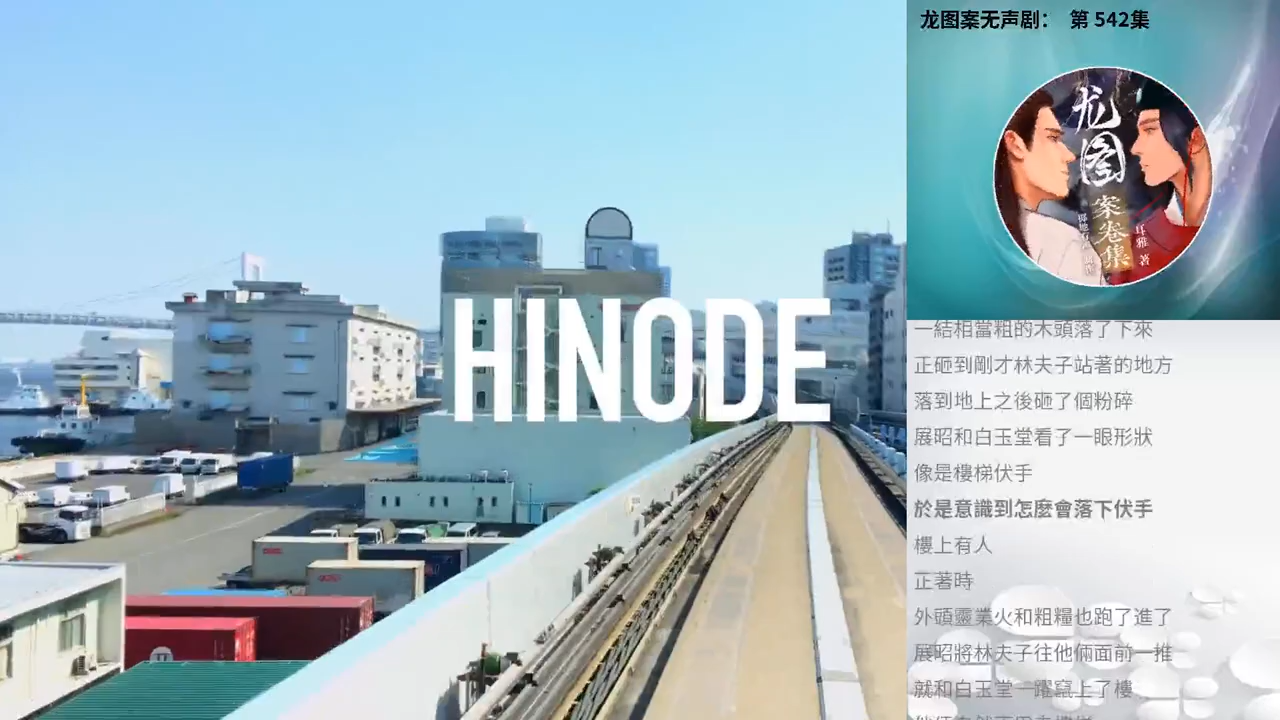 HINODE
龙图案无声剧： 第 542集
龙图
案卷集
耳雅 著
一結相當粗的木頭落了下來
正砸到剛才林夫子站著的地方
落到地上之後砸了個粉碎
展昭和白玉堂看了一眼形狀
像是樓梯伏手
於是意識到怎麼會落下伏手
樓上有人
正著時
外頭靈業火和粗糧也跑了進了
展昭將林夫子往他倆面前一推
就和白玉堂一躍竄上了樓